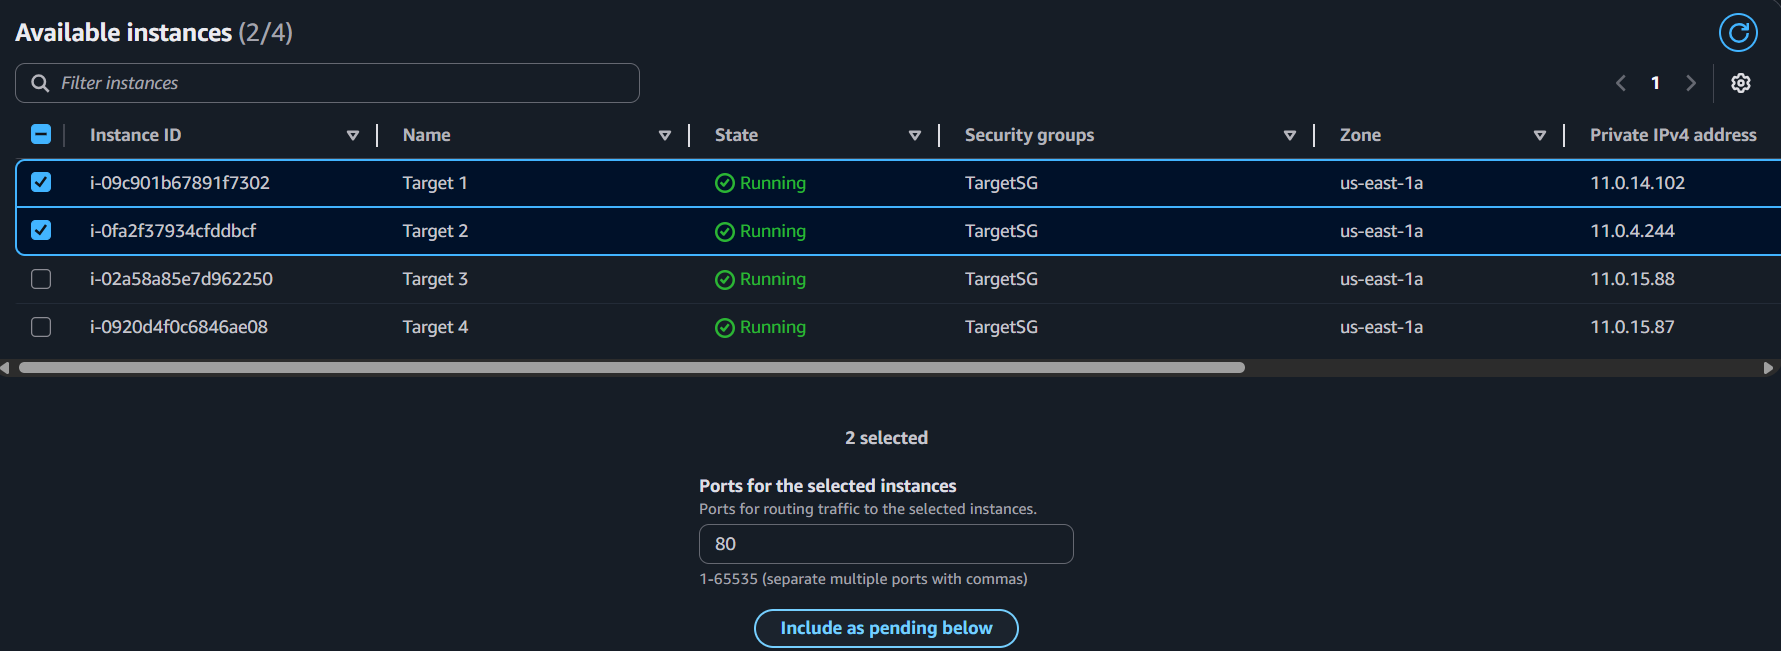 Available instances (2/4)
Filter instances
1
Instance ID Name State Security groups Zone Private IPv4 address
i-09c901b67891f7302 Target 1 Running TargetSG us-east-1a 11.0.14.102
i-0fa2f37934cfddbcf Target 2 Running TargetSG us-east-1a 11.0.4.244
i-02a58a85e7d962250 Target 3 Running TargetSG us-east-1a 11.0.15.88
i-0920d4f0c6846ae08 Target 4 Running TargetSG us-east-1a 11.0.15.87
2 selected
Ports for the selected instances
Ports for routing traffic to the selected instances.
80
1-65535 (separate multiple ports with commas)
Include as pending below